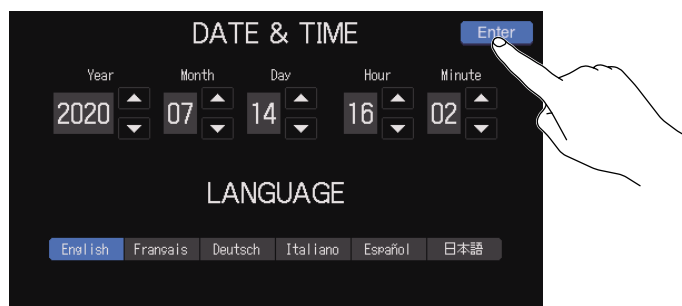 DATE & TIME Enter
Year Month Day Hour Minute
2020 07 14 16 02
LANGUAGE
English Français Deutsch Italiano Español 日本語